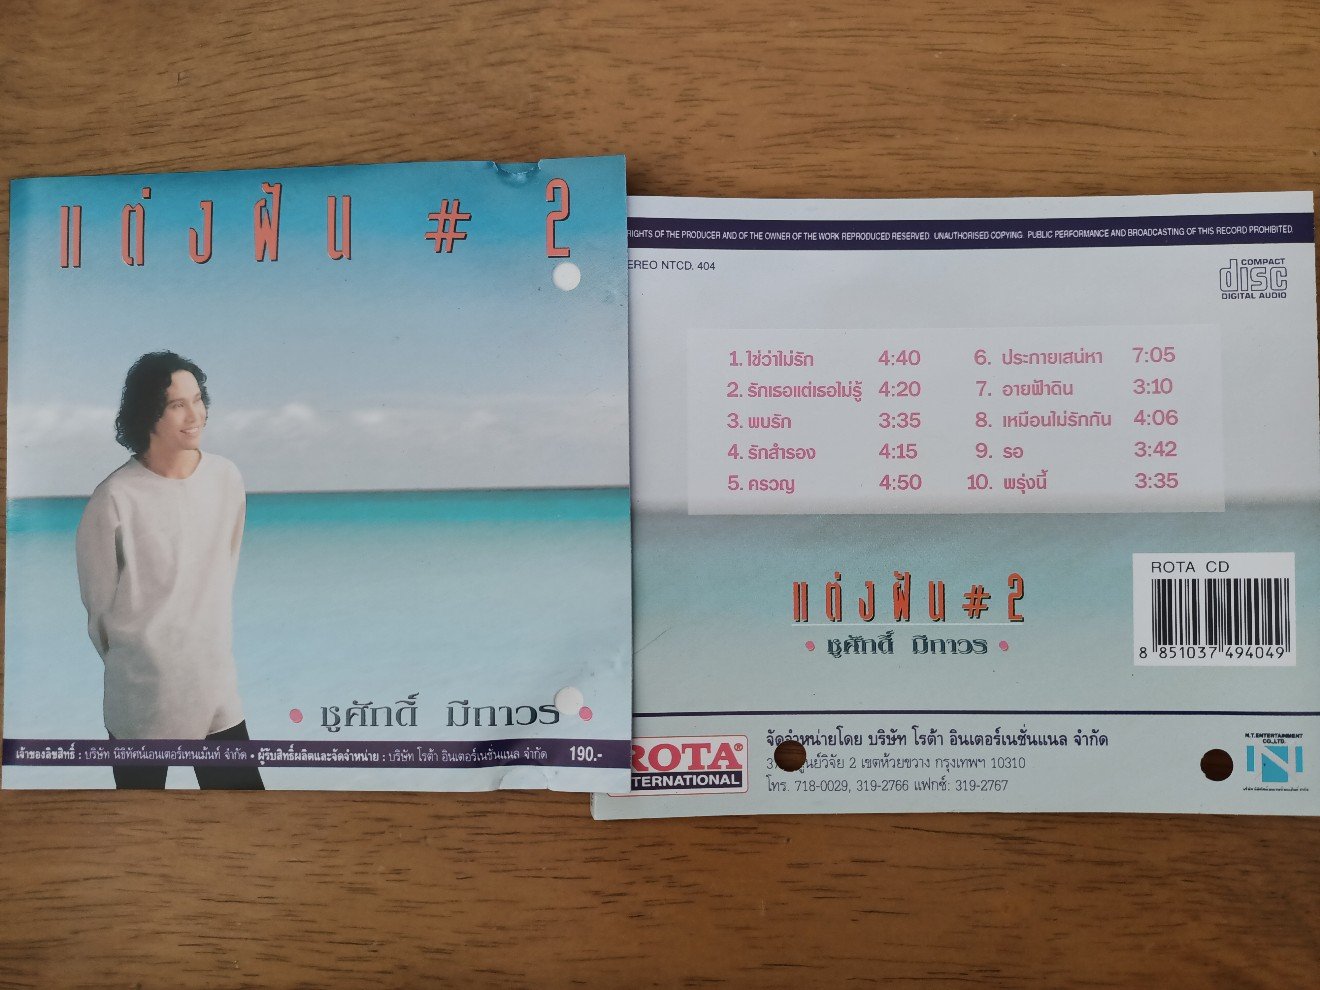 แต่งฝัน # 2
ชูศักดิ์ มีถาวร
เจ้าของลิขสิทธิ์ : บริษัท นิธิทัศน์เอนเตอร์เทนเม้นท์ จำกัด • ผู้รับสิทธิ์ผลิตและจัดจำหน่าย : บริษัท โรต้า อินเตอร์เนชั่นแนล จำกัด 190.-
RIGHTS OF THE PRODUCER AND OF THE OWNER OF THE WORK REPRODUCED RESERVED. UNAUTHORISED COPYING. PUBLIC PERFORMANCE AND BROADCASTING OF THIS RECORD PROHIBITED.
EREO NTCD. 404
COMPACT
disc
DIGITAL AUDIO
1. ใช่ว่าไม่รัก 4:40
2. รักเธอแต่เธอไม่รู้ 4:20
3. พบรัก 3:35
4. รักสำรอง 4:15
5. ครวญ 4:50
6. ประกายเสน่หา 7:05
7. อายฟ้าดิน 3:10
8. เหมือนไม่รักกัน 4:06
9. รอ 3:42
10. พรุ่งนี้ 3:35
แต่งฝัน # 2
• ชูศักดิ์ มีถาวร •
ROTA CD
8 851037 494049
ROTA®
TERNATIONAL
จัดจำหน่ายโดย บริษัท โรต้า อินเตอร์เนชั่นแนล จำกัด
ศูนย์วิจัย 2 เขตห้วยขวาง กรุงเทพฯ 10310
โทร. 718-0029, 319-2766 แฟกซ์: 319-2767
N.T. ENTERTAINMENT
CO.,LTD.
N